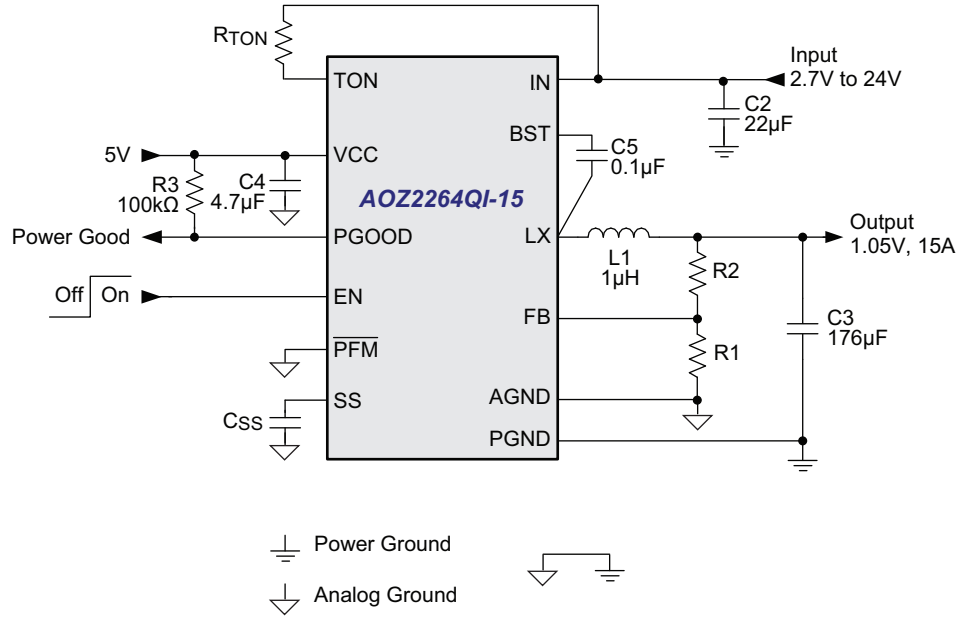 RTON
TON
IN
Input
2.7V to 24V
C2
22µF
BST
C5
0.1µF
5V
VCC
R3
100kΩ
C4
4.7µF
AOZ2264QI-15
Power Good
PGOOD
LX
L1
1µH
Output
1.05V, 15A
R2
Off On
EN
FB
C3
176µF
PFM
R1
SS
AGND
CSS
PGND
Power Ground
Analog Ground